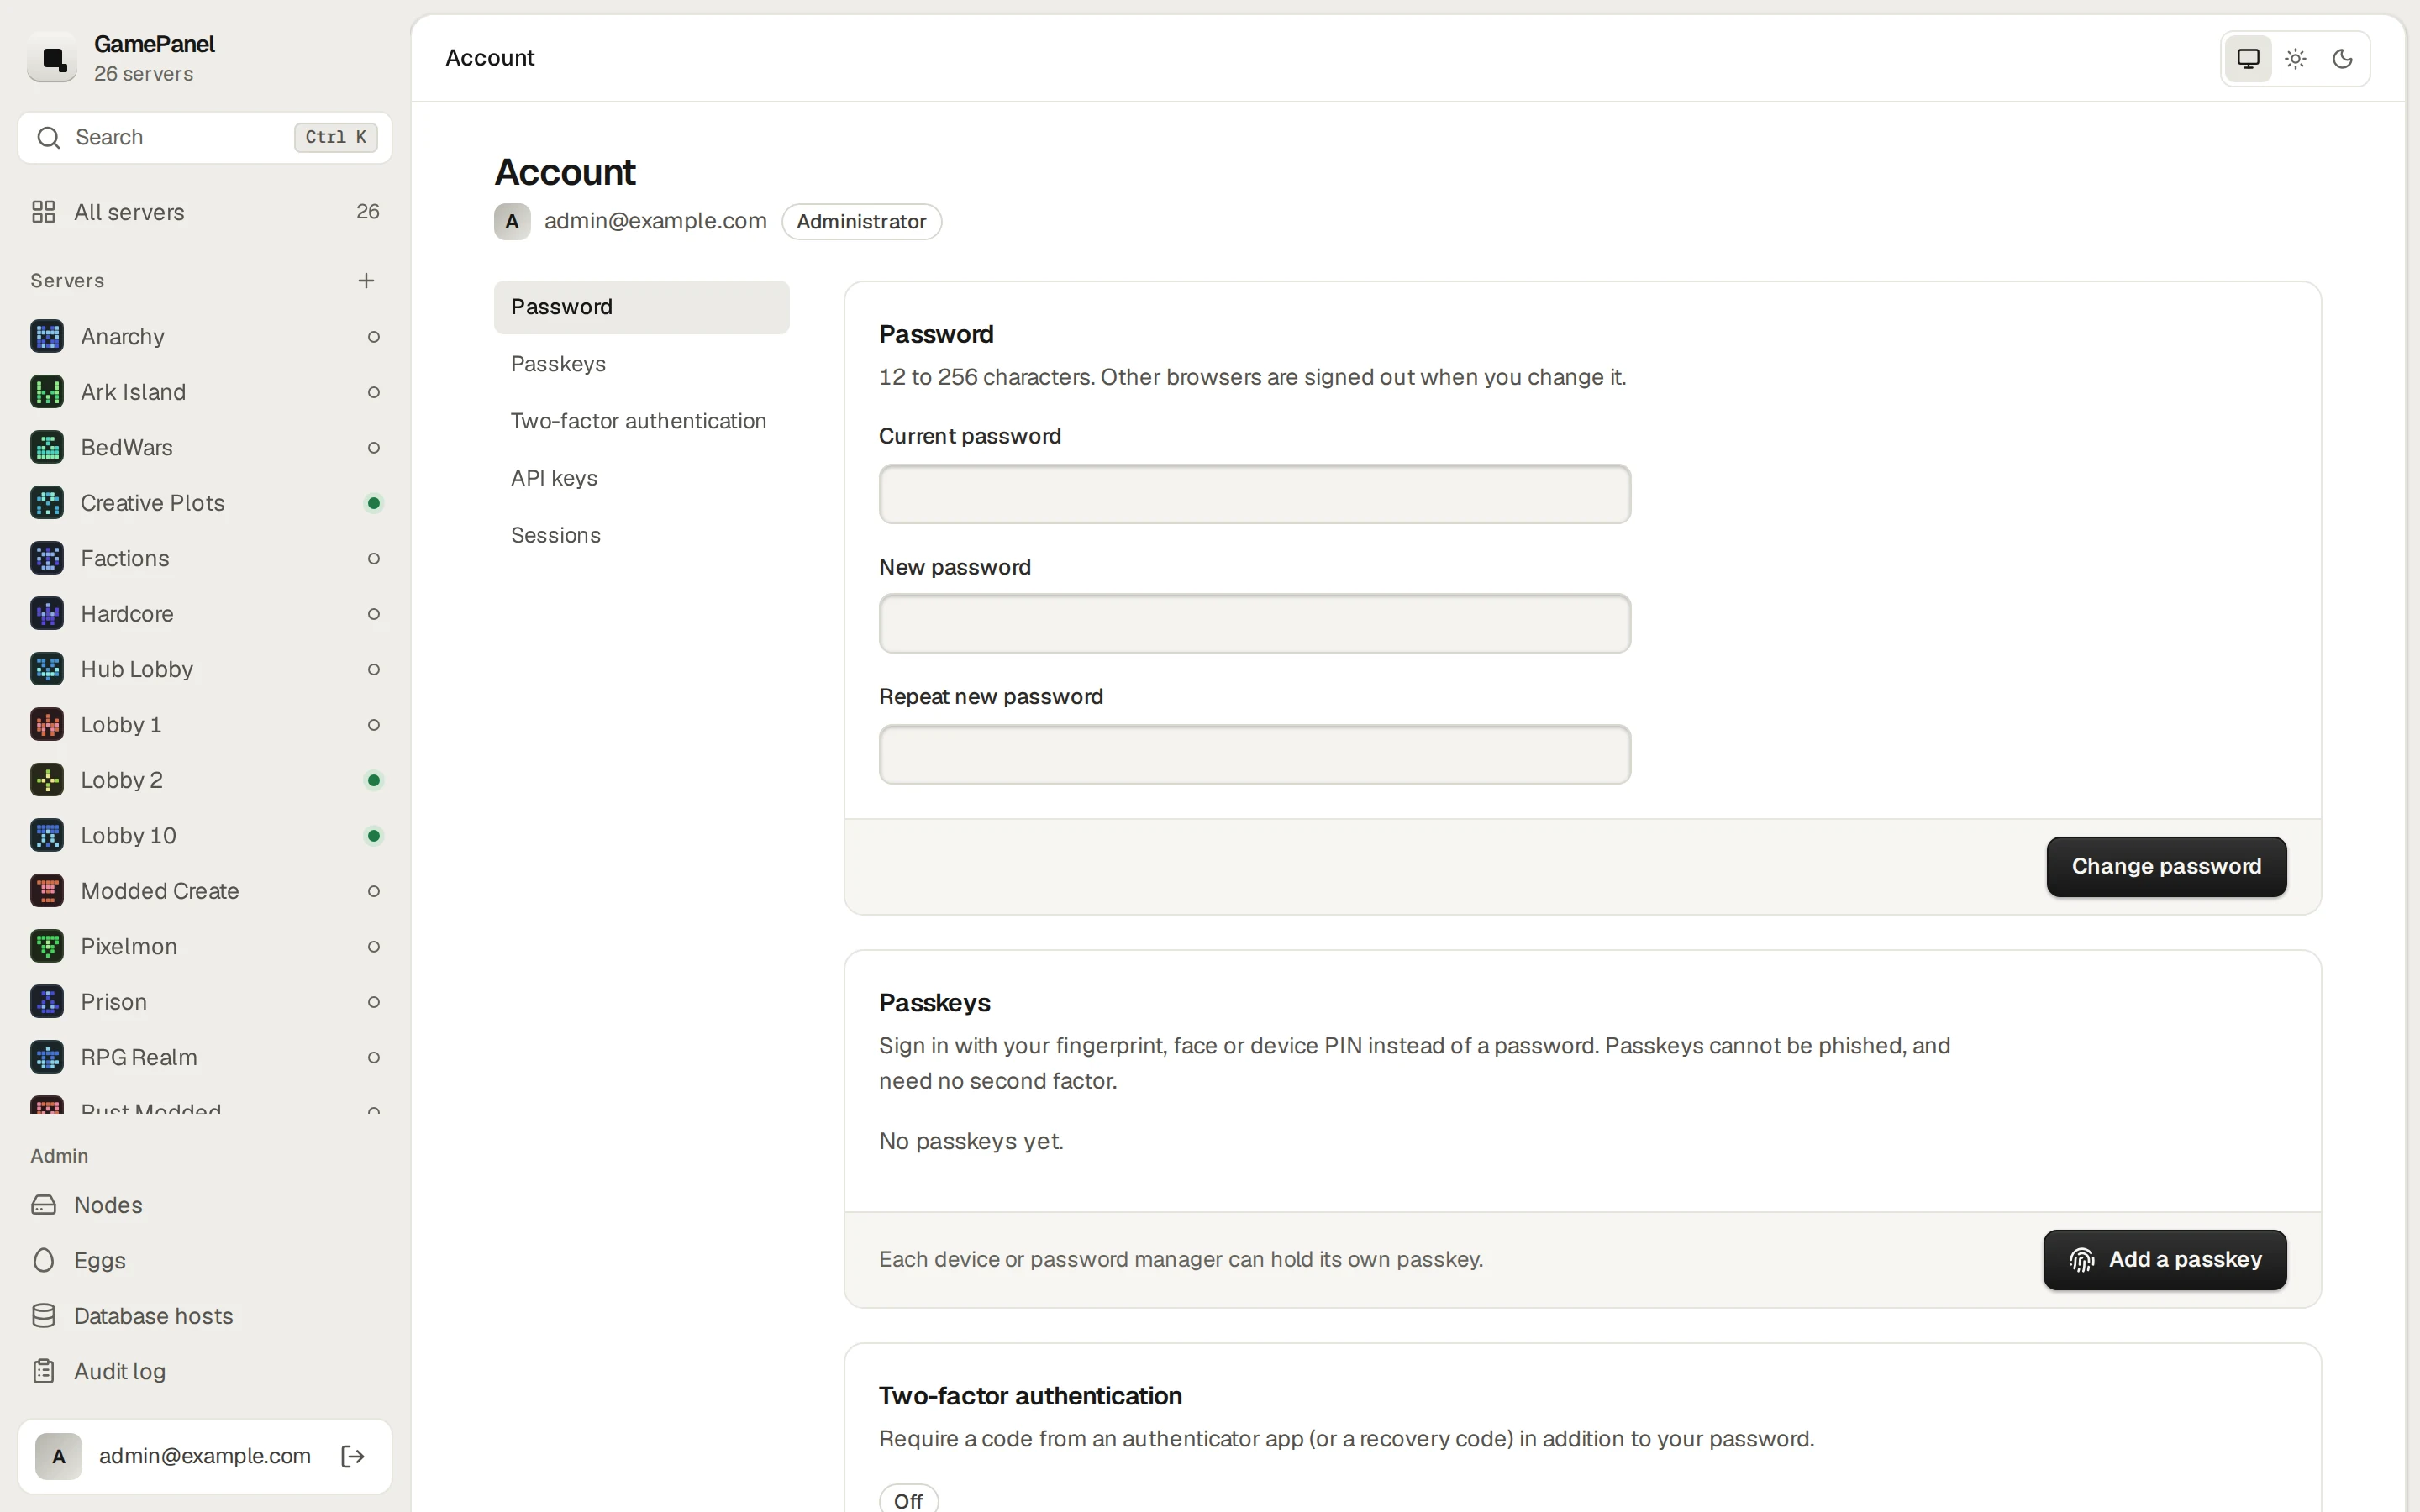 GamePanel
26 servers
Search
Ctrl K
All servers
26
Servers
Anarchy
Ark Island
BedWars
Creative Plots
Factions
Hardcore
Hub Lobby
Lobby 1
Lobby 2
Lobby 10
Modded Create
Pixelmon
Prison
RPG Realm
Rust Modded
Admin
Nodes
Eggs
Database hosts
Audit log
A
admin@example.com
Account
Account
A
admin@example.com
Administrator
Password
Passkeys
Two-factor authentication
API keys
Sessions
Password
12 to 256 characters. Other browsers are signed out when you change it.
Current password
New password
Repeat new password
Change password
Passkeys
Sign in with your fingerprint, face or device PIN instead of a password. Passkeys cannot be phished, and
need no second factor.
No passkeys yet.
Each device or password manager can hold its own passkey.
Add a passkey
Two-factor authentication
Require a code from an authenticator app (or a recovery code) in addition to your password.
Off